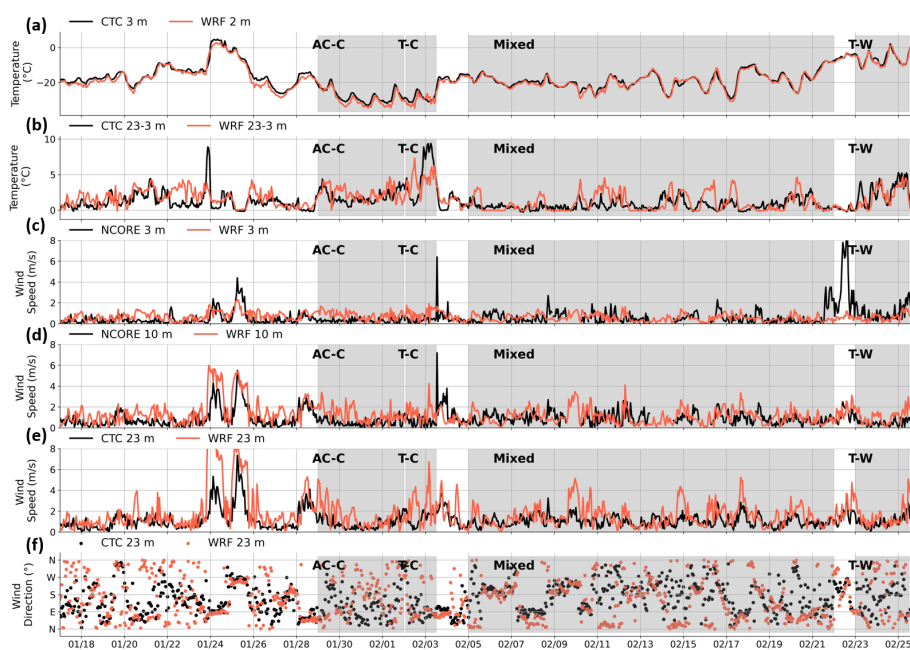 (a)
CTC 3 m WRF 2 m
Temperature
(°C)
0
−20
AC-C T-C Mixed T-W
(b)
CTC 23-3 m WRF 23-3 m
Temperature
(°C)
10
5
0
AC-C T-C Mixed T-W
(c)
NCORE 3 m WRF 3 m
Wind
Speed (m/s)
8
6
4
2
0
AC-C T-C Mixed T-W
(d)
NCORE 10 m WRF 10 m
Wind
Speed (m/s)
8
6
4
2
0
AC-C T-C Mixed T-W
(e)
CTC 23 m WRF 23 m
Wind
Speed (m/s)
8
6
4
2
0
AC-C T-C Mixed T-W
(f)
CTC 23 m WRF 23 m
Wind
Direction (°)
N
W
S
E
N
AC-C T-C Mixed T-W
01/18 01/20 01/22 01/24 01/26 01/28 01/30 02/01 02/03 02/05 02/07 02/09 02/11 02/13 02/15 02/17 02/19 02/21 02/23 02/25